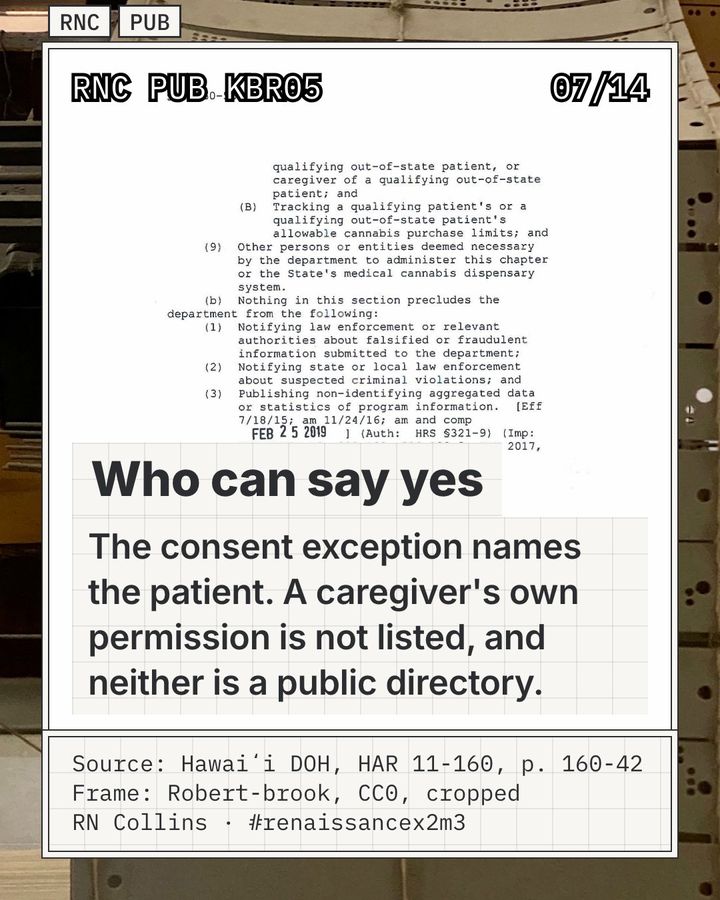 RNC PUB
RNC PUB KBR05 07/14
qualifying out-of-state patient, or
caregiver of a qualifying out-of-state
patient; and
(B) Tracking a qualifying patient's or a
qualifying out-of-state patient's
allowable cannabis purchase limits; and
(9) Other persons or entities deemed necessary
by the department to administer this chapter
or the State's medical cannabis dispensary
system.
(b) Nothing in this section precludes the
department from the following:
(1) Notifying law enforcement or relevant
authorities about falsified or fraudulent
information submitted to the department;
(2) Notifying state or local law enforcement
about suspected criminal violations; and
(3) Publishing non-identifying aggregated data
or statistics of program information. [Eff
7/18/15; am 11/24/16; am and comp
FEB 25 2019 ] (Auth: HRS §321-9) (Imp:
2017,
Who can say yes
The consent exception names
the patient. A caregiver's own
permission is not listed, and
neither is a public directory.
Source: Hawaiʻi DOH, HAR 11-160, p. 160-42
Frame: Robert-brook, CC0, cropped
RN Collins · #renaissancex2m3